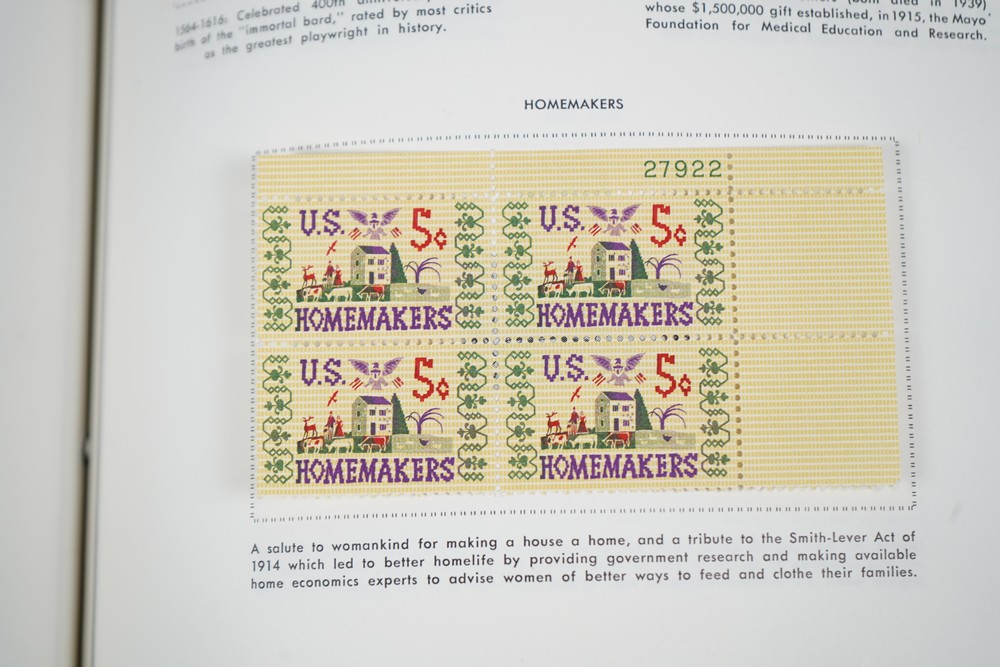 1564-1616: Celebrated 400th
birth of the "immortal bard," rated by most critics
as the greatest playwright in history.
died in 1939)
whose $1,500,000 gift established, in 1915, the Mayo
Foundation for Medical Education and Research.
HOMEMAKERS
27922
U.S. 5¢
HOMEMAKERS
U.S. 5¢
HOMEMAKERS
U.S. 5¢
HOMEMAKERS
U.S. 5¢
HOMEMAKERS
A salute to womankind for making a house a home, and a tribute to the Smith-Lever Act of
1914 which led to better homelife by providing government research and making available
home economics experts to advise women of better ways to feed and clothe their families.